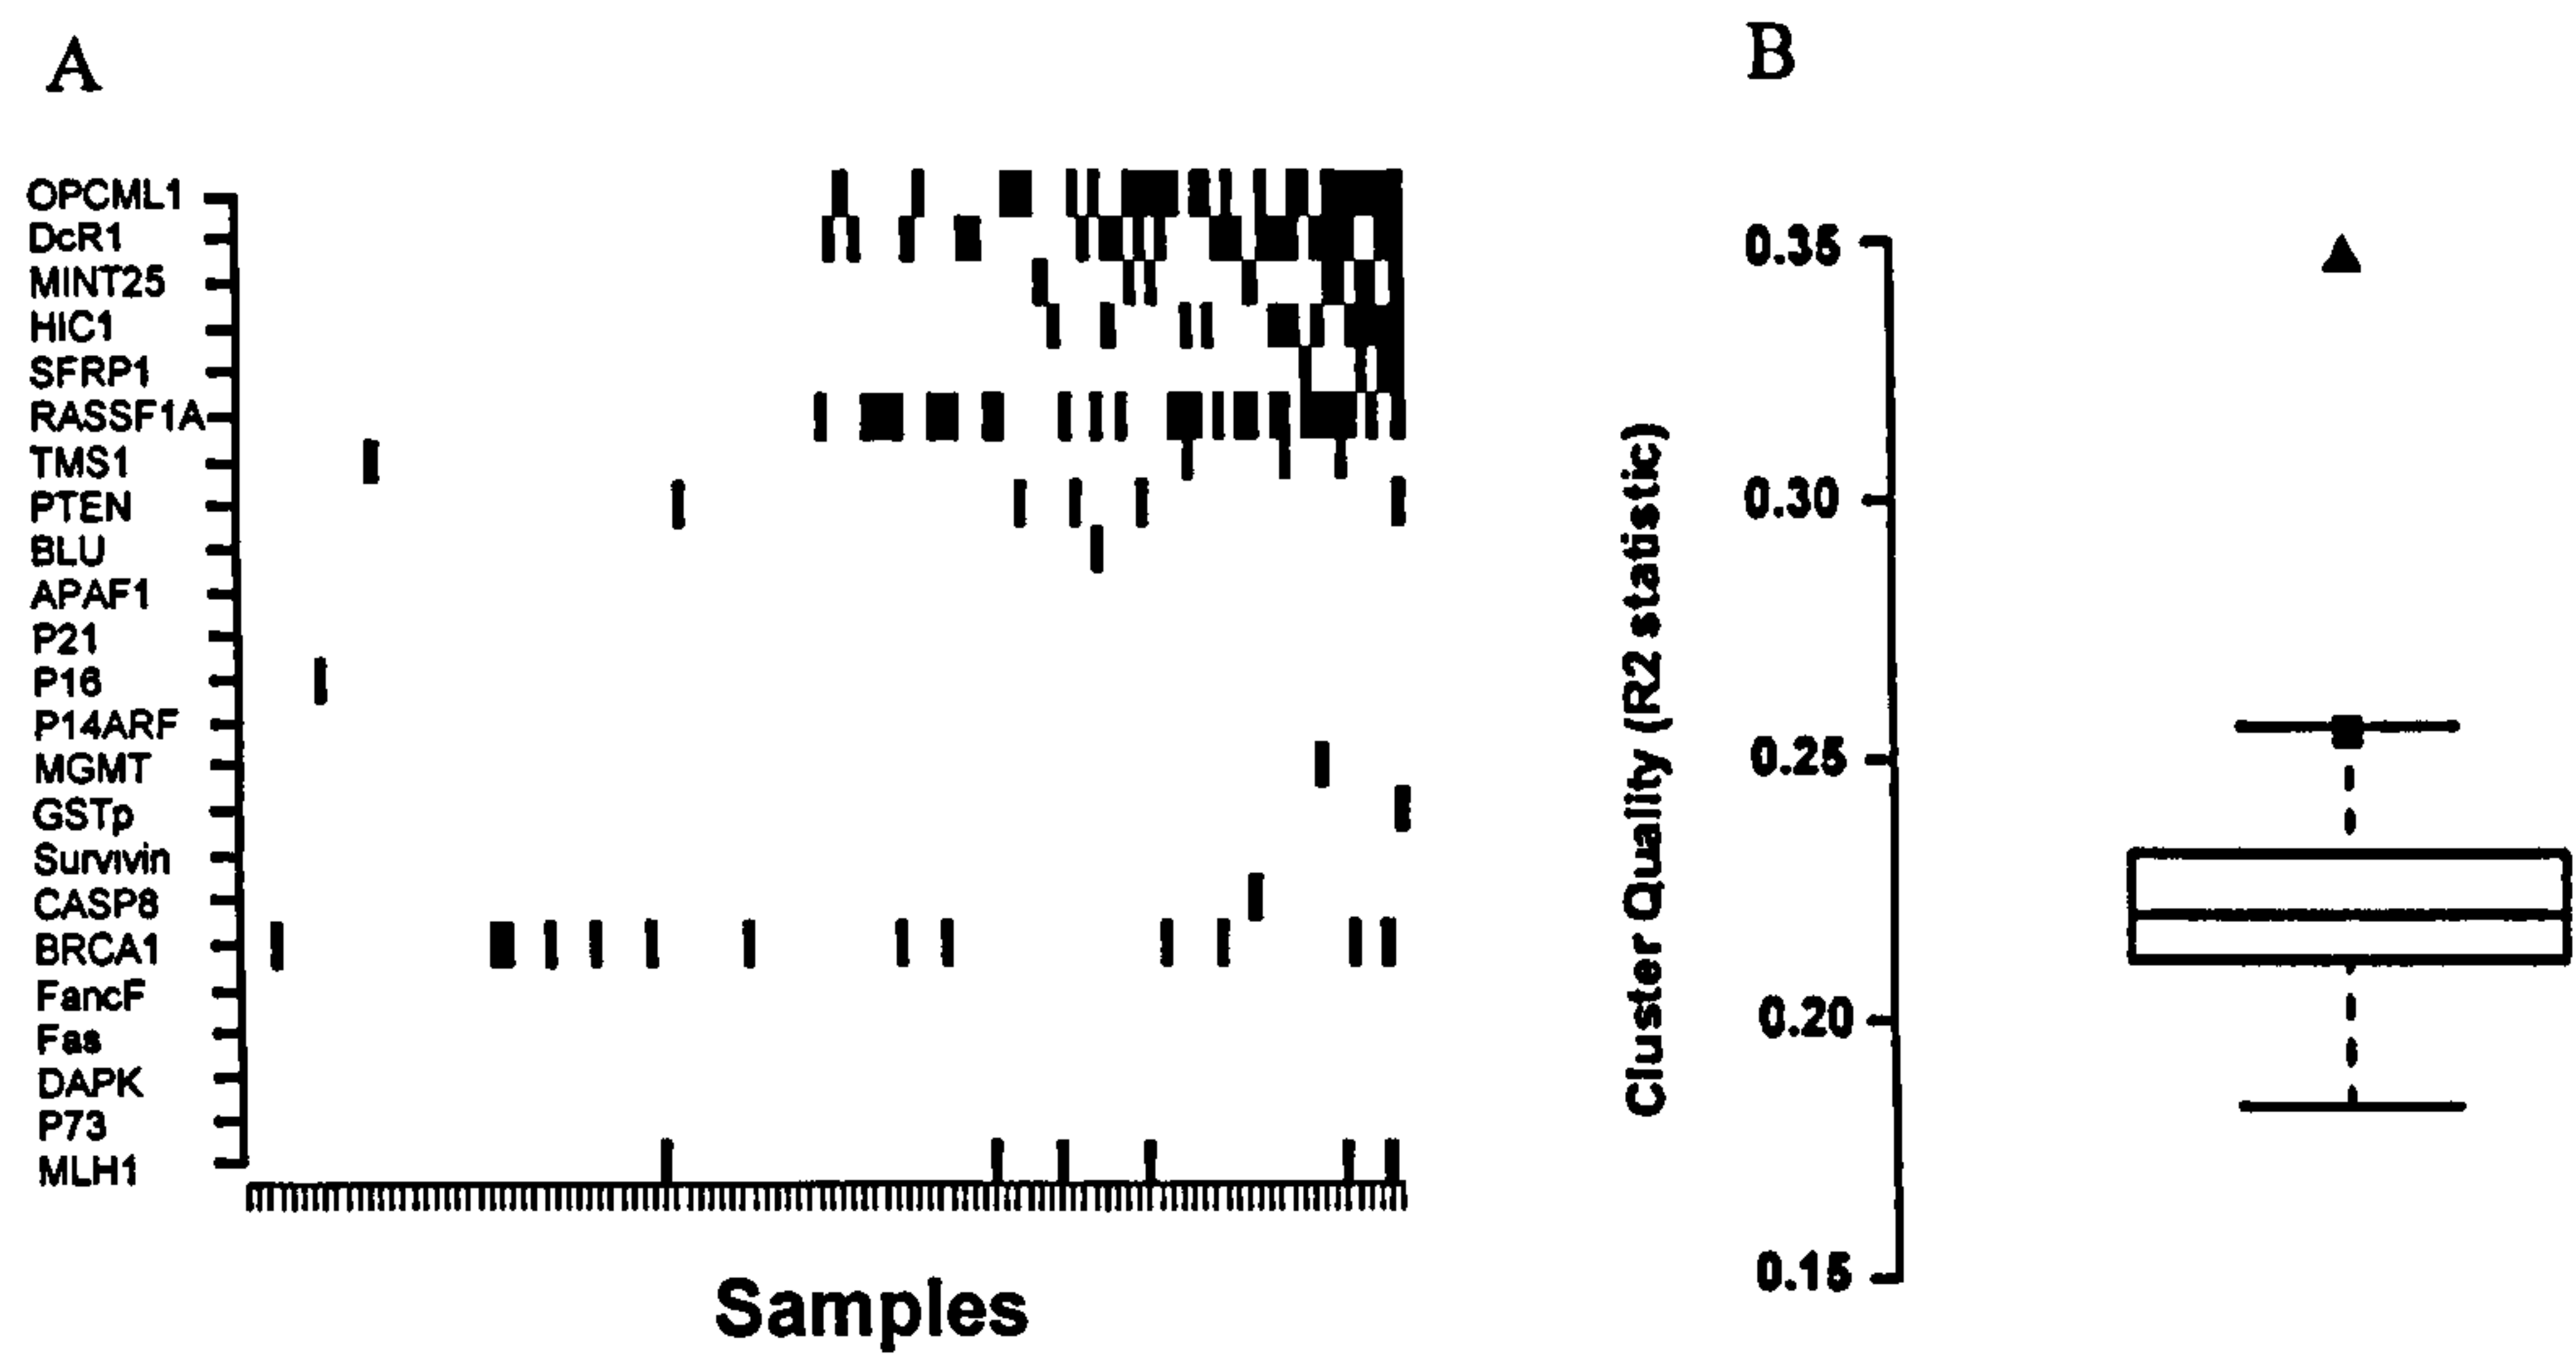 A
B
OPCML1
DcR1
MINT25
HIC1
SFRP1
RASSF1A
TMS1
PTEN
BLU
APAF1
P21
P16
P14ARF
MGMT
GSTp
Survivin
CASP8
BRCA1
FancF
Fas
DAPK
P73
MLH1
Samples
Cluster Quality (R2 statistic)
0.35
0.30
0.25
0.20
0.15